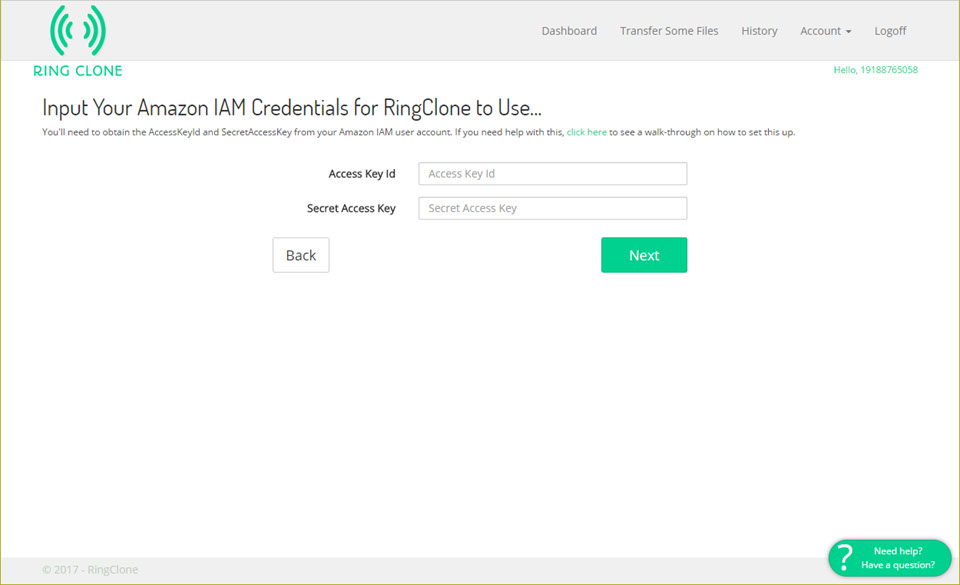 Dashboard Transfer Some Files History Account Logoff
RING CLONE
Hello, 19188765058
Input Your Amazon IAM Credentials for RingClone to Use...
You'll need to obtain the AccessKeyId and SecretAccessKey from your Amazon IAM user account. If you need help with this, click here to see a walk-through on how to set this up.
Access Key Id Access Key Id
Secret Access Key Secret Access Key
Back Next
? Need help?
Have a question?
© 2017 - RingClone